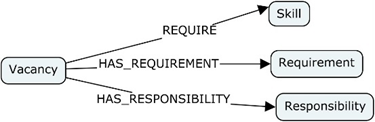 Skill
REQUIRE
Vacancy
HAS_REQUIREMENT
Requirement
HAS_RESPONSIBILITY
Responsibility